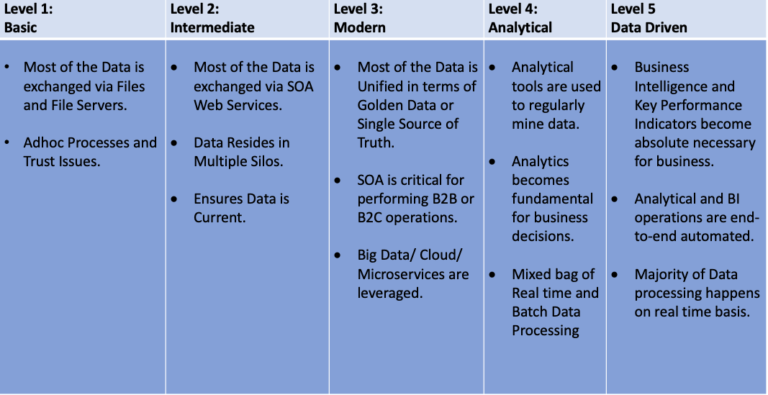 Level 1:
Basic
• Most of the Data is
exchanged via Files
and File Servers.
• Adhoc Processes and
Trust Issues.
Level 2:
Intermediate
• Most of the Data is
exchanged via SOA
Web Services.
• Data Resides in
Multiple Silos.
• Ensures Data is
Current.
Level 3:
Modern
• Most of the Data is
Unified in terms of
Golden Data or
Single Source of
Truth.
• SOA is critical for
performing B2B or
B2C operations.
• Big Data/ Cloud/
Microservices are
leveraged.
Level 4:
Analytical
• Analytical
tools are used
to regularly
mine data.
• Analytics
becomes
fundamental
for business
decisions.
• Mixed bag of
Real time and
Batch Data
Processing
Level 5
Data Driven
• Business
Intelligence and
Key Performance
Indicators become
absolute necessary
for business.
• Analytical and BI
operations are end-
to-end automated.
• Majority of Data
processing happens
on real time basis.